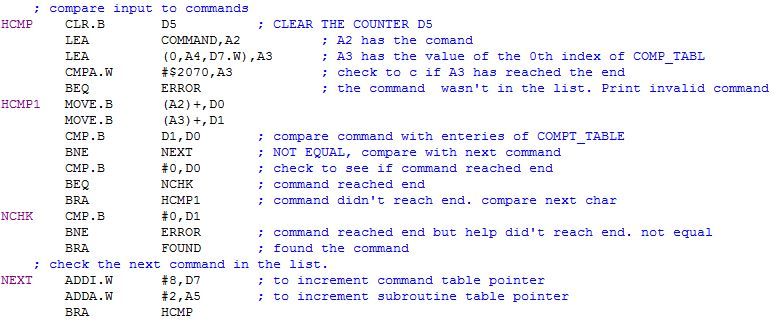 ; compare input to commands
HCMP CLR.B D5 ; CLEAR THE COUNTER D5
LEA COMMAND,A2 ; A2 has the comand
LEA (0,A4,D7.W),A3 ; A3 has the value of the 0th index of COMP_TABL
CMPA.W #$2070,A3 ; check to c if A3 has reached the end
BEQ ERROR ; the command wasn't in the list. Print invalid command
HCMP1 MOVE.B (A2)+,D0
MOVE.B (A3)+,D1
CMP.B D1,D0 ; compare command with enteries of COMPT_TABLE
BNE NEXT ; NOT EQUAL, compare with next command
CMP.B #0,D0 ; check to see if command reached end
BEQ NCHK ; command reached end
BRA HCMP1 ; command didn't reach end. compare next char
NCHK CMP.B #0,D1
BNE ERROR ; command reached end but help did't reach end. not equal
BRA FOUND ; found the command
; check the next command in the list.
NEXT ADDI.W #8,D7 ; to increment command table pointer
ADDA.W #2,A5 ; to increment subroutine table pointer
BRA HCMP